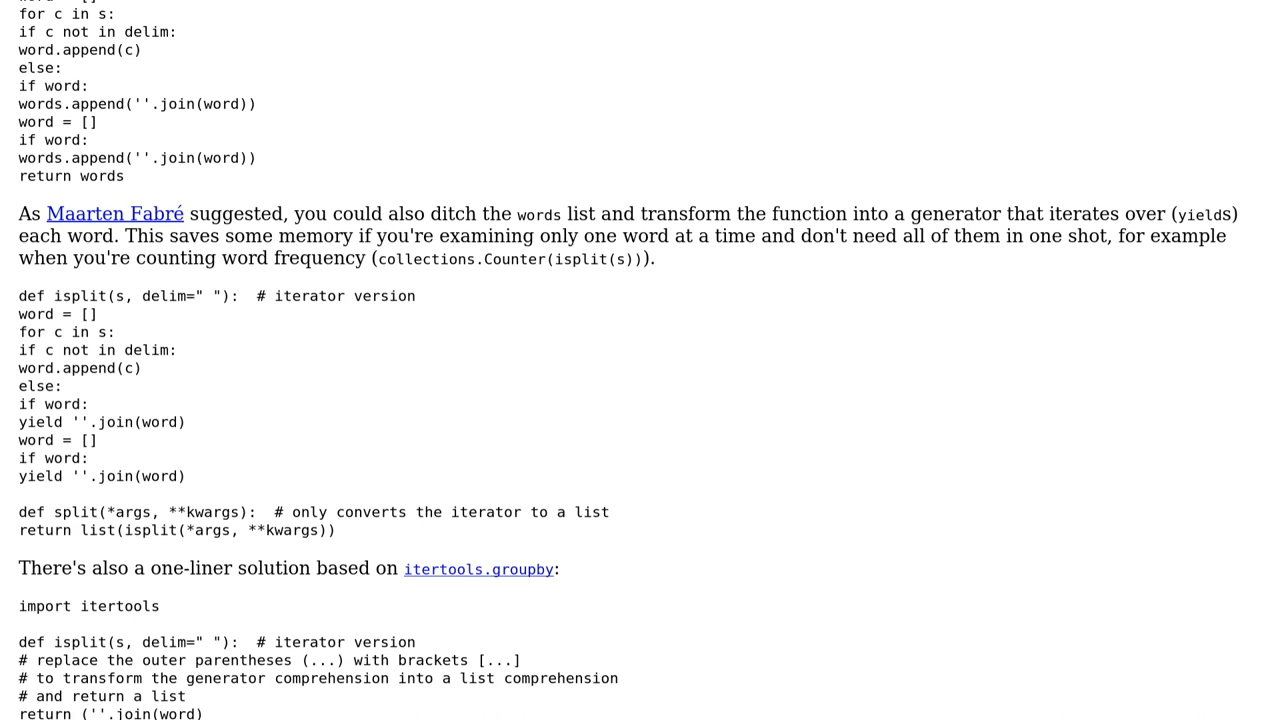 for c in s:
if c not in delim:
word.append(c)
else:
if word:
words.append(''.join(word))
word = []
if word:
words.append(''.join(word))
return words
As Maarten Fabré suggested, you could also ditch the words list and transform the function into a generator that iterates over (yields)
each word. This saves some memory if you're examining only one word at a time and don't need all of them in one shot, for example
when you're counting word frequency (collections.Counter(isplit(s))).
def isplit(s, delim=" "):  # iterator version
word = []
for c in s:
if c not in delim:
word.append(c)
else:
if word:
yield ''.join(word)
word = []
if word:
yield ''.join(word)
def split(*args, **kwargs):  # only converts the iterator to a list
return list(isplit(*args, **kwargs))
There's also a one-liner solution based on itertools.groupby:
import itertools
def isplit(s, delim=" "):  # iterator version
# replace the outer parentheses (...) with brackets [...]
# to transform the generator comprehension into a list comprehension
# and return a list
return (''.join(word)